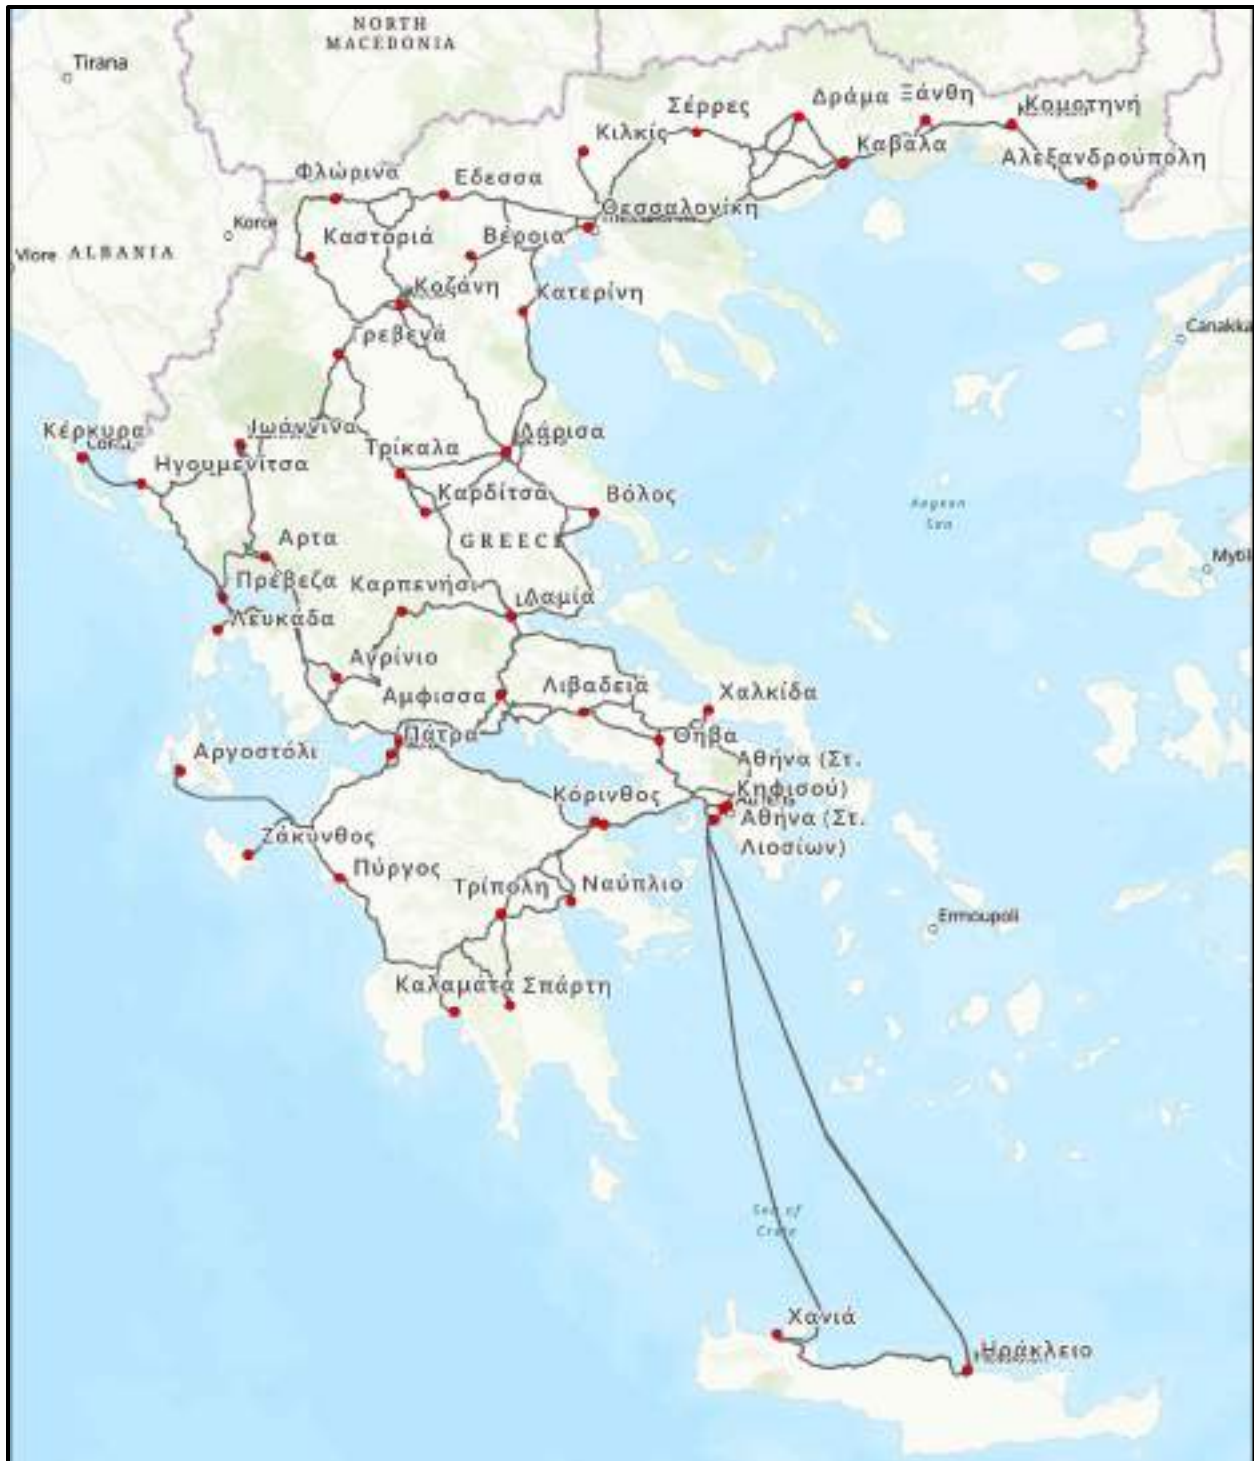 NORTH
MACEDONIA
Tirana
Δράμα
Ξάνθη
Κομοτηνή
Σέρρες
Κιλκίς
Καβάλα
Αλεξανδρούπολη
Φλώρινα
Εδεσσα
Θεσσαλονίκη
Korce
Καστοριά
Βέροια
Vlore
ALBANIA
Κοζάνη
Κατερίνη
Canakka
Γρεβενά
Κέρκυρα
Ιωάννινα
Λάρισα
Τρίκαλα
Ηγουμενίτσα
Καρδίτσα
Βόλος
Aegean
Sea
GREECE
Αρτα
Mytil
Πρέβεζα
Καρπενήσι
Λαμία
Λευκάδα
Αγρίνιο
Αμφισσα
Λιβαδειά
Χαλκίδα
Πάτρα
Θήβα
Αργοστόλι
Αθήνα (Στ.
Κηφισού)
Κόρινθος
Αθήνα (Στ.
Λιοσίων)
Ζάκυνθος
Πύργος
Τρίπολη
Ναύπλιο
Ermoupoli
Καλαμάτα
Σπάρτη
Sea of
Crete
Χανιά
Ηράκλειο